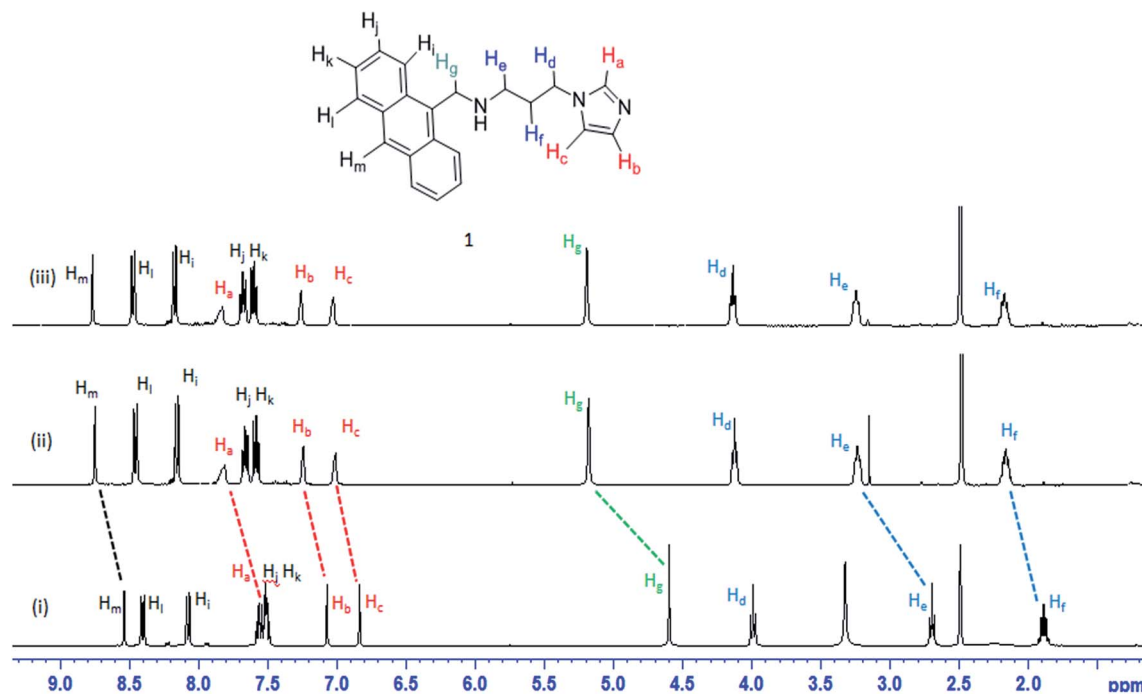 Hj
Hk Hi Hg He Hd Ha
Hl N N
N
H
Hm Hf Hc Hb
1
(iii) Hm Hl Hi Ha Hj Hk Hb Hc Hg Hd He Hf
(ii) Hm Hl Hi Ha Hj Hk Hb Hc Hg Hd He Hf
(i) Hm Hl Hi Ha Hj Hk Hb Hc Hg Hd He Hf
9.0 8.5 8.0 7.5 7.0 6.5 6.0 5.5 5.0 4.5 4.0 3.5 3.0 2.5 2.0 ppm